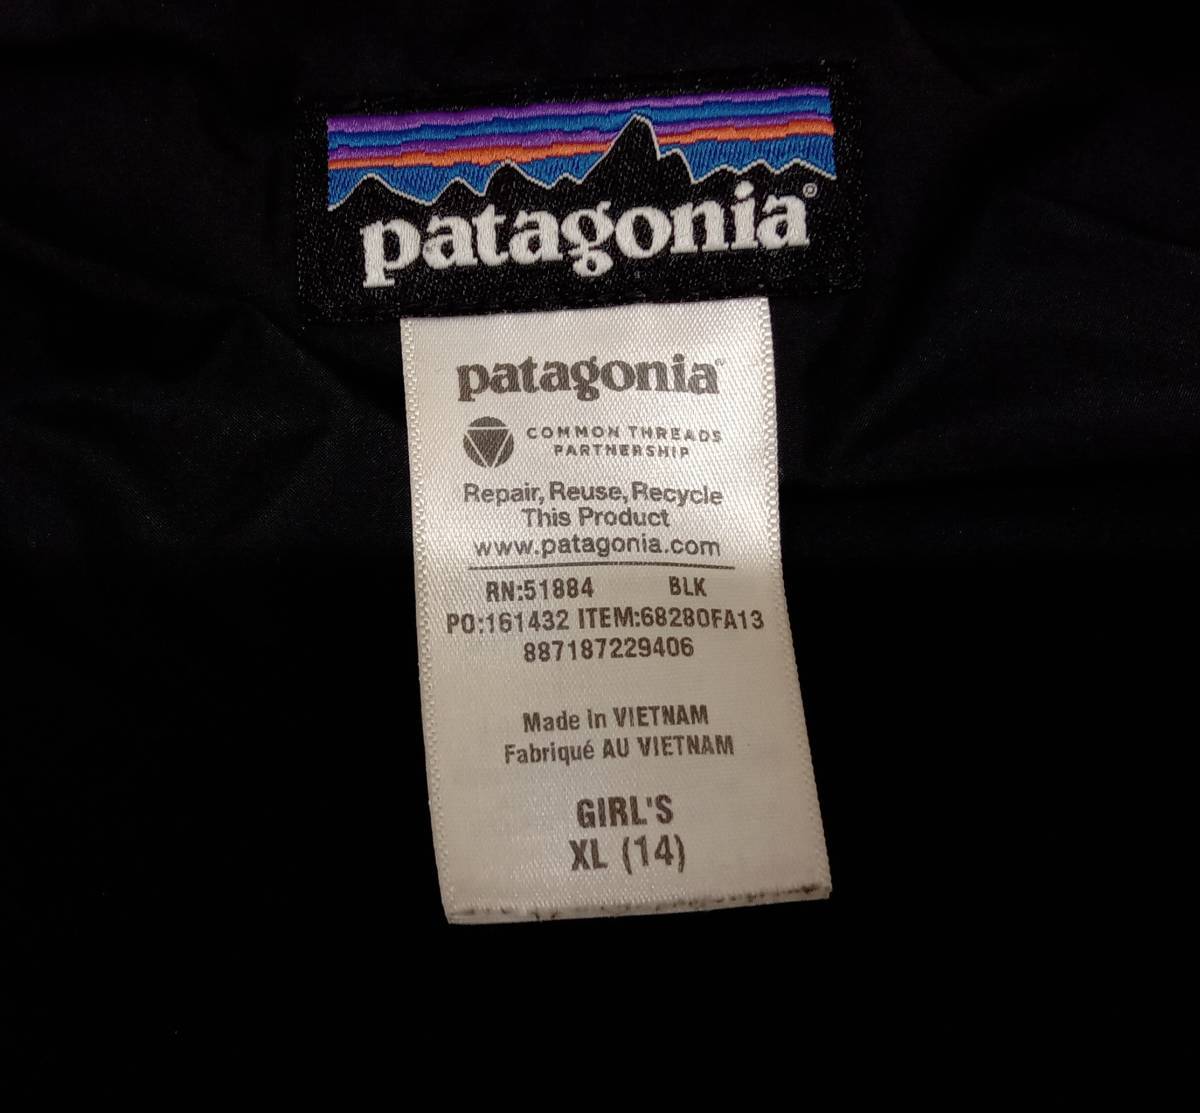 patagonia®
patagonia®
COMMON THREADS
PARTNERSHIP
Repair, Reuse, Recycle
This Product
www.patagonia.com
RN:51884 BLK
PO:161432 ITEM:68280FA13
887187229406
Made in VIETNAM
Fabriqué AU VIETNAM
GIRL'S
XL (14)